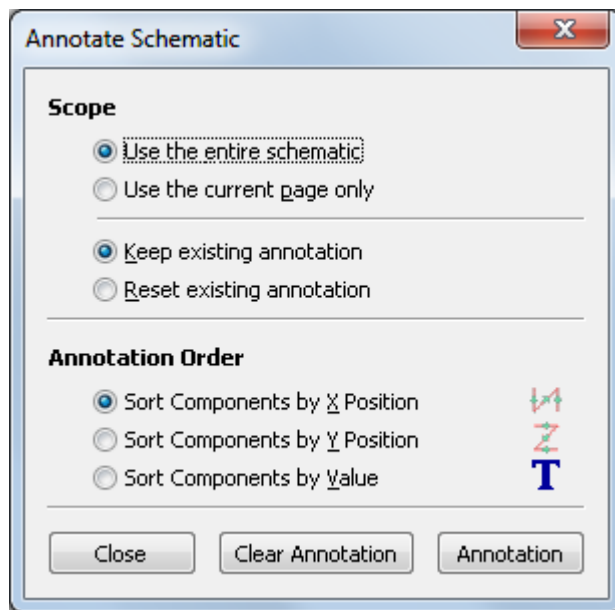 Annotate Schematic
Scope
Use the entire schematic
Use the current page only
Keep existing annotation
Reset existing annotation
Annotation Order
Sort Components by X Position
Sort Components by Y Position
Sort Components by Value
T
Close
Clear Annotation
Annotation